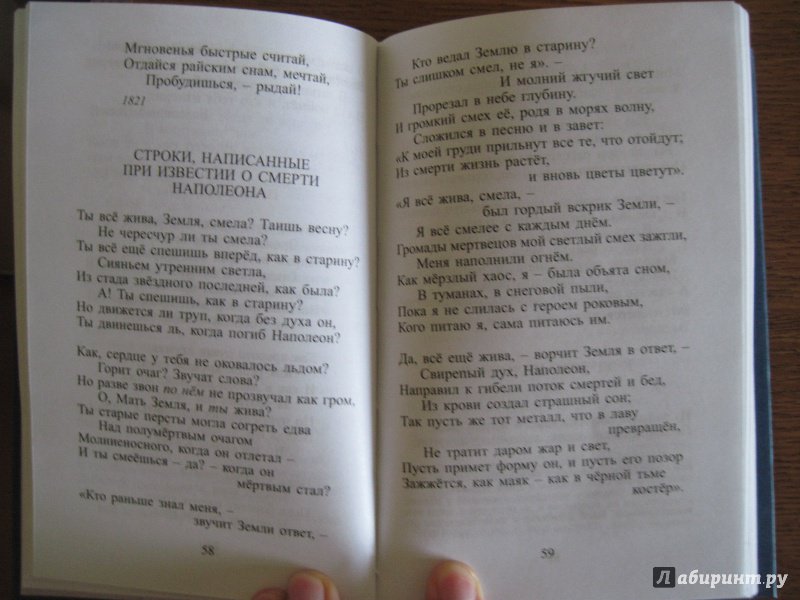 Мгновенья быстрые считай,
Отдайся райским снам, мечтай,
Пробудишься, – рыдай!
1821
СТРОКИ, НАПИСАННЫЕ
ПРИ ИЗВЕСТИИ О СМЕРТИ
НАПОЛЕОНА
Ты всё жива, Земля, смела? Таишь весну?
Не чересчур ли ты смела?
Ты всё ещё спешишь вперёд, как в старину?
Сияньем утренним светла,
Из стада звёздного последней, как была?
А! Ты спешишь, как в старину?
Но движется ли труп, когда без духа он,
Ты двинешься ль, когда погиб Наполеон?
Как, сердце у тебя не оковалось льдом?
Горит очаг? Звучат слова?
Но разве звон по нём не прозвучал как гром,
О, Мать Земля, и ты жива?
Ты старые персты могла согреть едва
Над полумёртвым очагом
Молниеносного, когда он отлетал –
И ты смеёшься – да? – когда он
мёртвым стал?
«Кто раньше знал меня, –
звучит Земли ответ, –
58
Кто ведал Землю в старину?
Ты слишком смел, не я». –
И молний жгучий свет
Прорезал в небе глубину.
И громкий смех её, родя в морях волну,
Сложился в песню и в завет:
«К моей груди прильнут все те, что отойдут;
Из смерти жизнь растёт,
и вновь цветы цветут».
«Я всё жива, смела, –
был гордый вскрик Земли, –
Я всё смелее с каждым днём.
Громады мертвецов мой светлый смех зажгли,
Меня наполнили огнём.
Как мёрзлый хаос, я – была объята сном,
В туманах, в снеговой пыли,
Пока я не слилась с героем роковым,
Кого питаю я, сама питаюсь им.
Да, всё ещё жива, – ворчит Земля в ответ, –
Свирепый дух, Наполеон,
Направил к гибели поток смертей и бед,
Из крови создал страшный сон;
Так пусть же тот металл, что в лаву
превращён,
Не тратит даром жар и свет,
Пусть примет форму он, и пусть его позор
Зажжётся, как маяк – как в чёрной тьме
костёр».
59
Лабиринт.ру